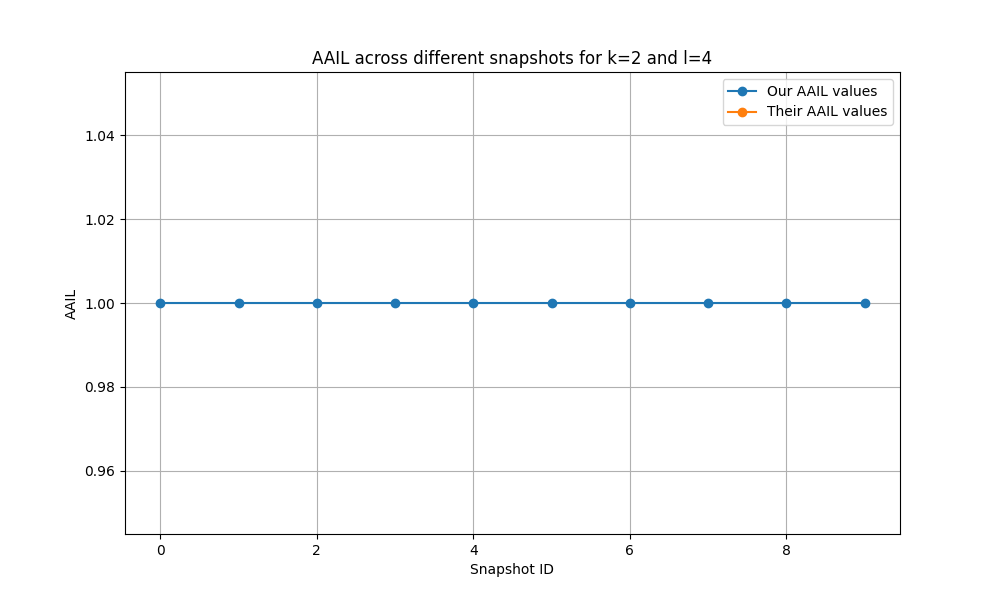 AAIL across different snapshots for k=2 and l=4
Our AAIL values
Their AAIL values
1.04
1.02
1.00
0.98
0.96
AAIL
0 2 4 6 8
Snapshot ID